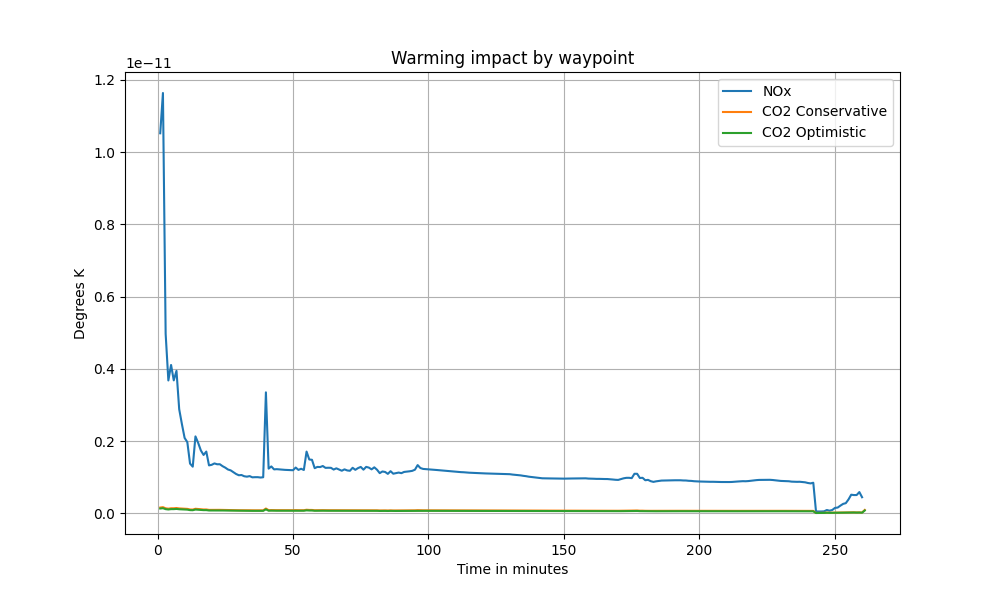 Warming impact by waypoint
1e−11
1.2
1.0
0.8
0.6
0.4
0.2
0.0
Degrees K
NOx
CO2 Conservative
CO2 Optimistic
0
50
100
150
200
250
Time in minutes